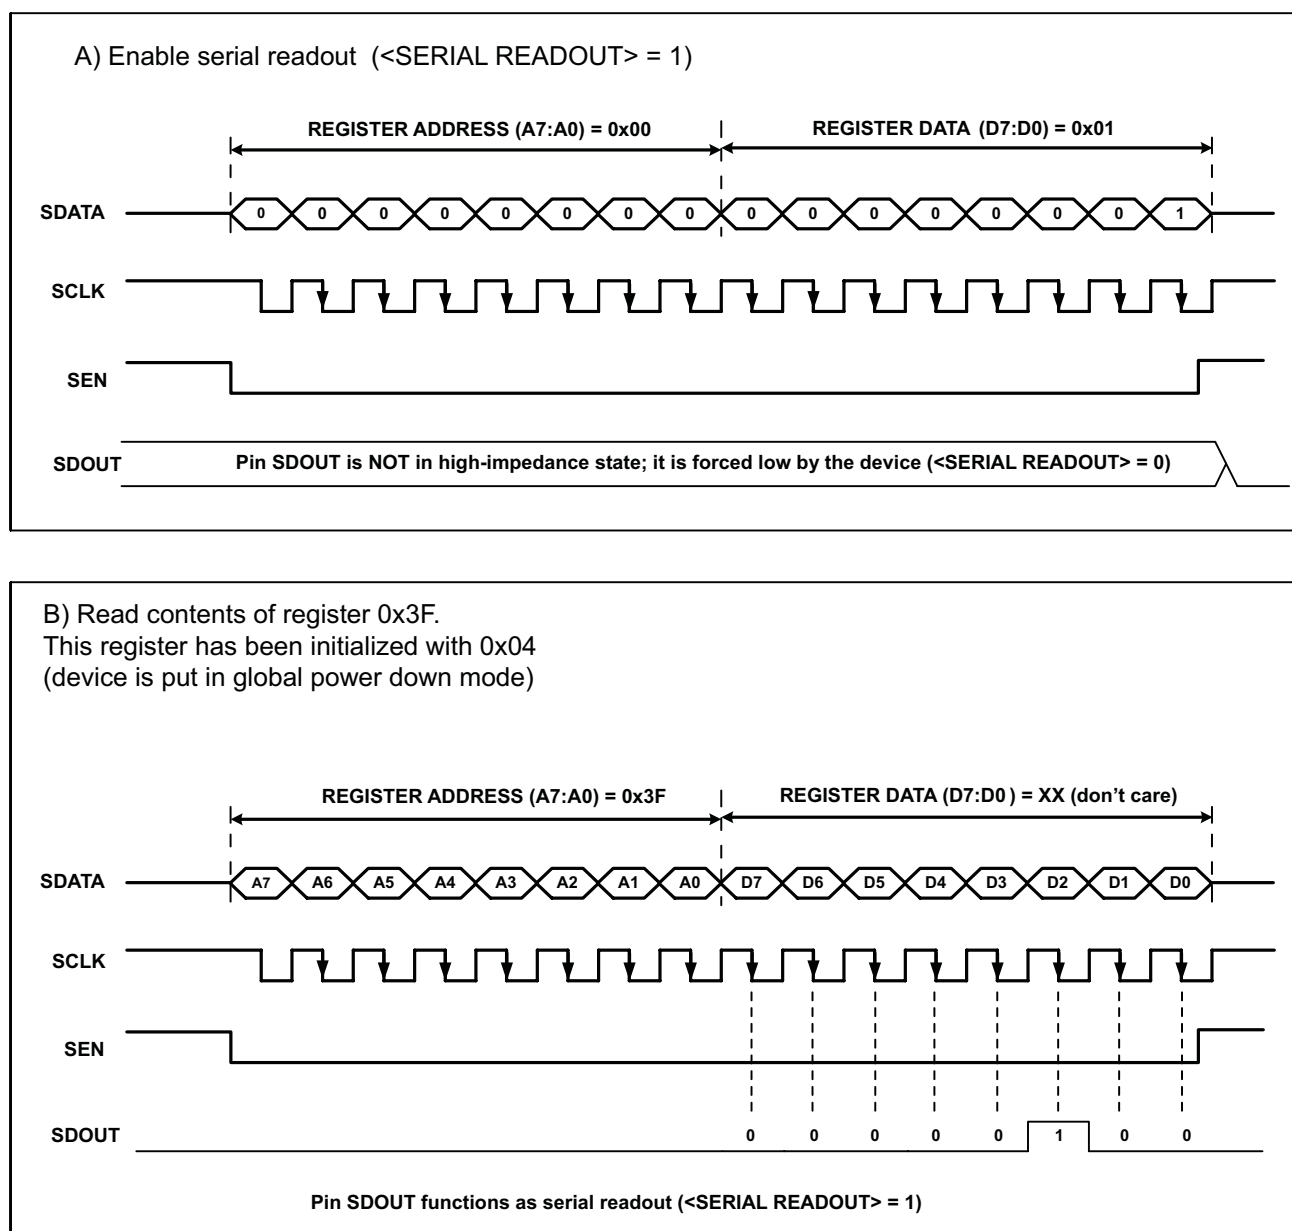 A) Enable serial readout (<SERIAL READOUT> = 1)
REGISTER ADDRESS (A7:A0) = 0x00 REGISTER DATA (D7:D0) = 0x01
SDATA 0 0 0 0 0 0 0 0 0 0 0 0 0 0 0 1
SCLK
SEN
SDOUT Pin SDOUT is NOT in high-impedance state; it is forced low by the device (<SERIAL READOUT> = 0)
B) Read contents of register 0x3F.
This register has been initialized with 0x04
(device is put in global power down mode)
REGISTER ADDRESS (A7:A0) = 0x3F REGISTER DATA (D7:D0 ) = XX (don't care)
SDATA A7 A6 A5 A4 A3 A2 A1 A0 D7 D6 D5 D4 D3 D2 D1 D0
SCLK
SEN
SDOUT 0 0 0 0 0 1 0 0
Pin SDOUT functions as serial readout (<SERIAL READOUT> = 1)